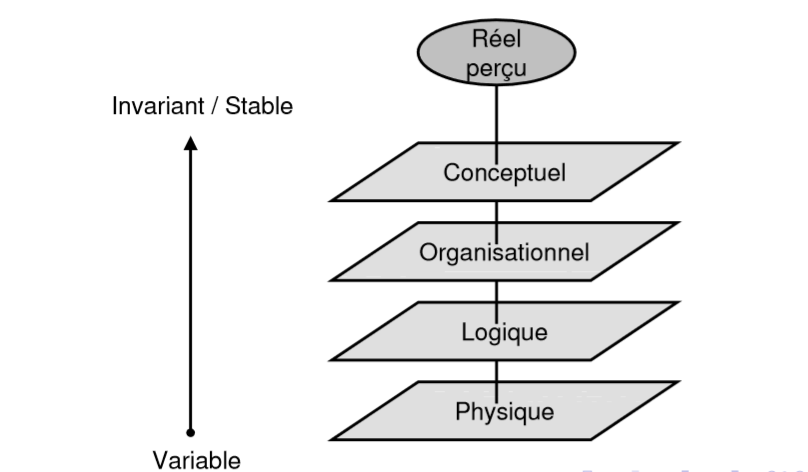 Réel
perçu
Invariant / Stable
Conceptuel
Organisationnel
Logique
Physique
Variable